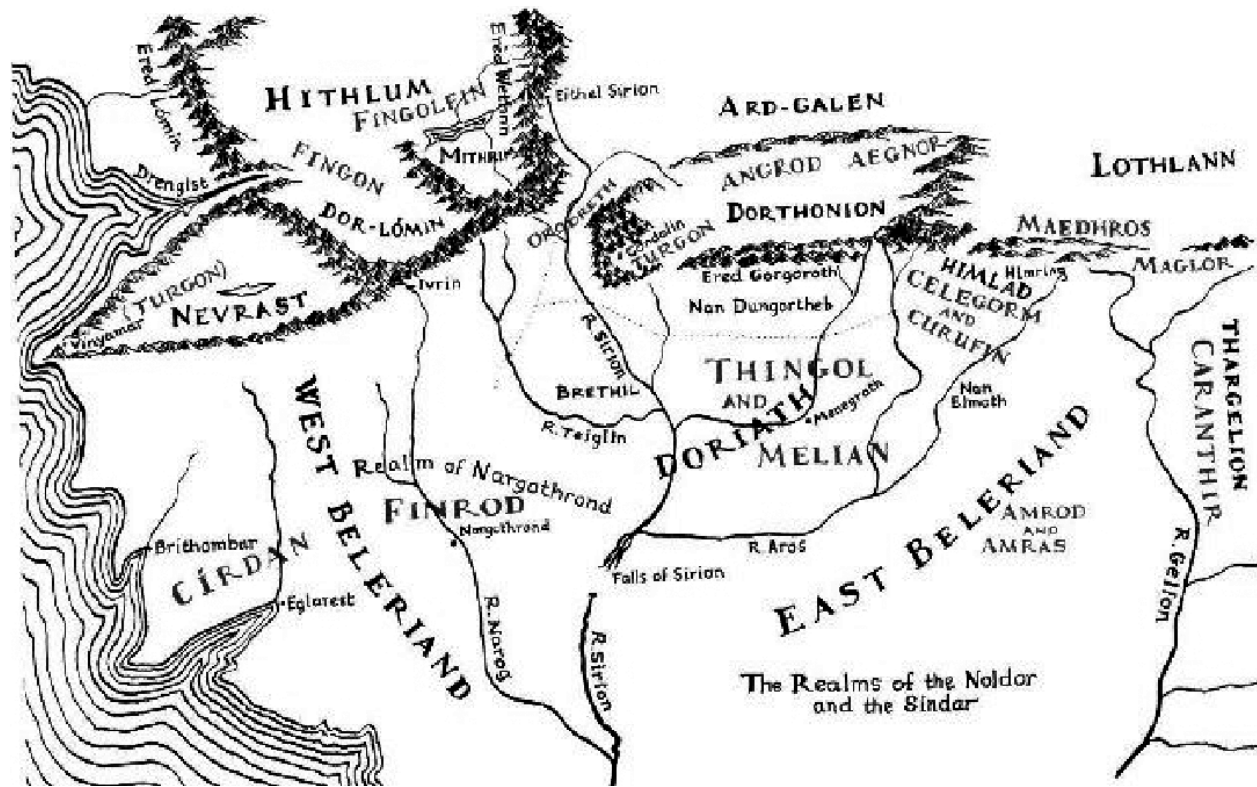 Ered Lómin
HITHLUM
FINGOLFIN
Ered Wethrin
Eithel Sirion
MITHRIM
FINGON
Drengist
DOR-LÓMIN
ARD-GALEN
ANGROD AEGNOR
DORTHONION
ORODRETH
Gondolin
TURGON
Ered Gorgoroth
Nan Dungortheb
LOTHLANN
MAEDHROS
MAGLOR
HIMLAD
Himring
CELEGORM
AND
CURUFIN
(TURGON)
NEVRAST
Vinyamar
Ivrin
R. Sirion
BRETHIL
R. Teiglin
THINGOL
AND
MELIAN
DORIATH
Menegroth
Nan
Elmoth
THARGELION
CARANTHIR
WEST BELERIAND
Realm of Nargothrond
FINROD
Nargothrond
Brithombar
CÍRDAN
Eglarest
R. Narog
Falls of Sirion
R. Sirion
R. Aros
EAST BELERIAND
AMROD
AND
AMRAS
R. Gelion
The Realms of the Noldor
and the Sindar